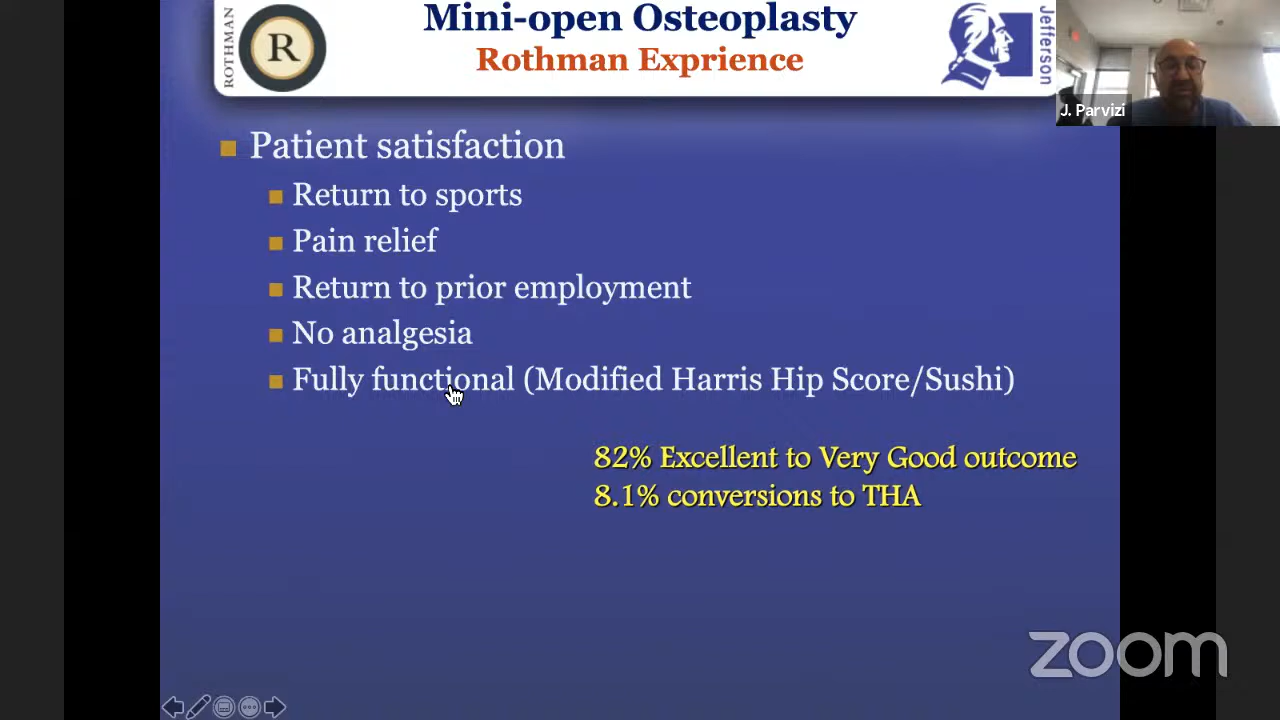 Mini-open Osteoplasty
Rothman Exprience
ROTHMAN
R
Jefferson
J. Parvizi
Patient satisfaction
Return to sports
Pain relief
Return to prior employment
No analgesia
Fully functional (Modified Harris Hip Score/Sushi)
82% Excellent to Very Good outcome
8.1% conversions to THA
zoom